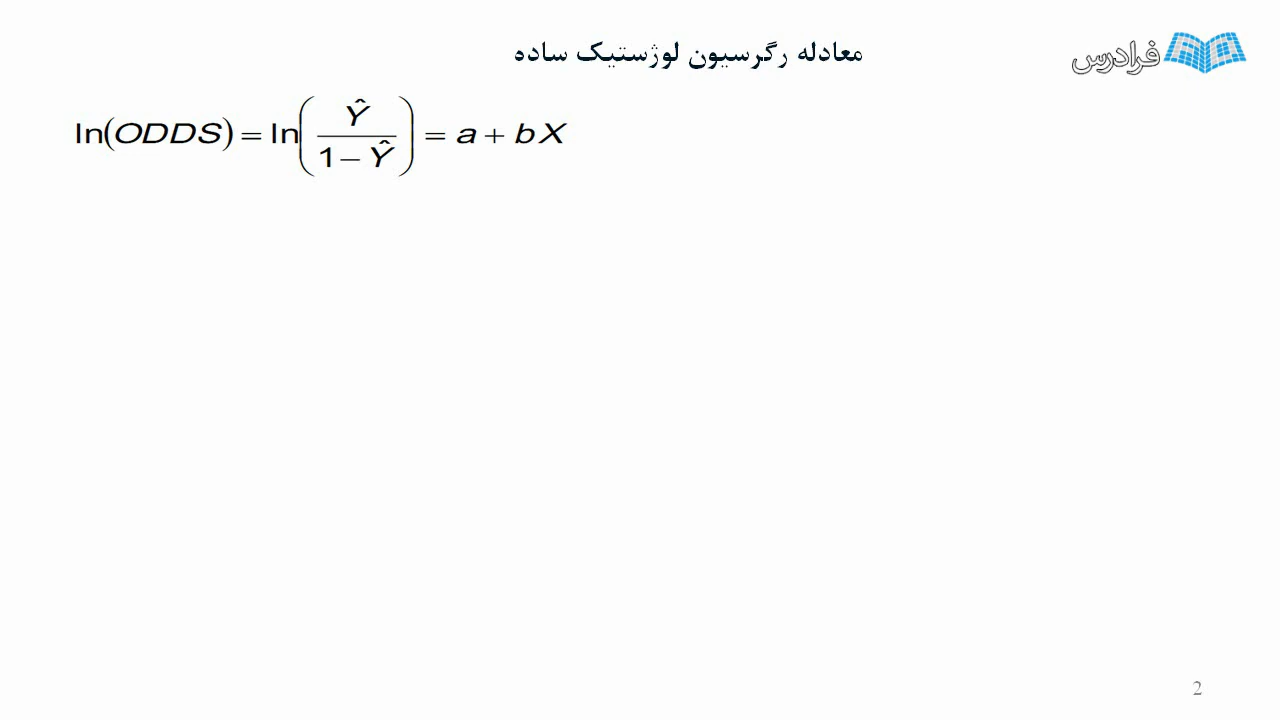 معادله رگرسیون لوژستیک ساده
فرادرس
ln(ODDS) = ln(Ŷ / 1 − Ŷ) = a + bX
2